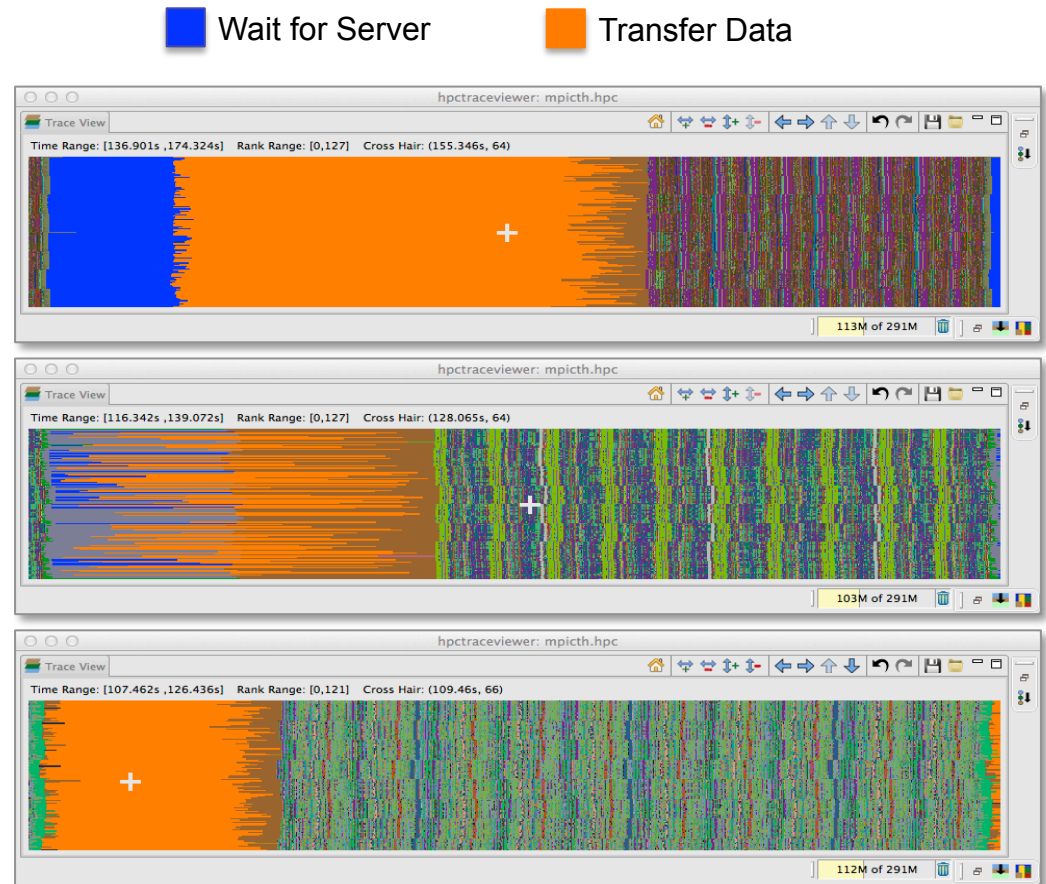 Wait for Server Transfer Data
hpctraceviewer: mpicth.hpc
Trace View
Time Range: [136.901s ,174.324s] Rank Range: [0,127] Cross Hair: (155.346s, 64)
113M of 291M
hpctraceviewer: mpicth.hpc
Trace View
Time Range: [116.342s ,139.072s] Rank Range: [0,127] Cross Hair: (128.065s, 64)
103M of 291M
hpctraceviewer: mpicth.hpc
Trace View
Time Range: [107.462s ,126.436s] Rank Range: [0,121] Cross Hair: (109.46s, 66)
112M of 291M